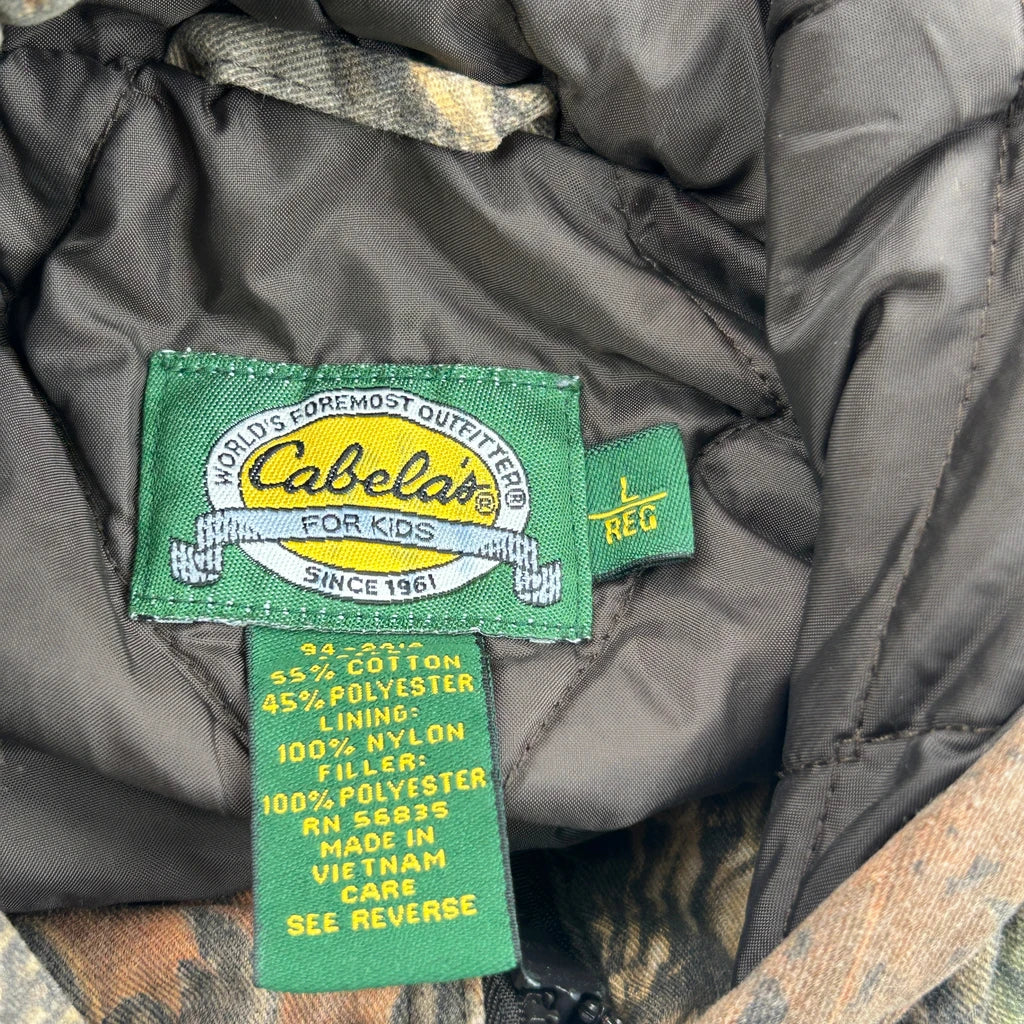 WORLD'S FOREMOST OUTFITTER®
Cabela's®
FOR KIDS
SINCE 1961
L
REG
55% COTTON
45% POLYESTER
LINING:
100% NYLON
FILLER:
100% POLYESTER
RN 56835
MADE IN
VIETNAM
CARE
SEE REVERSE